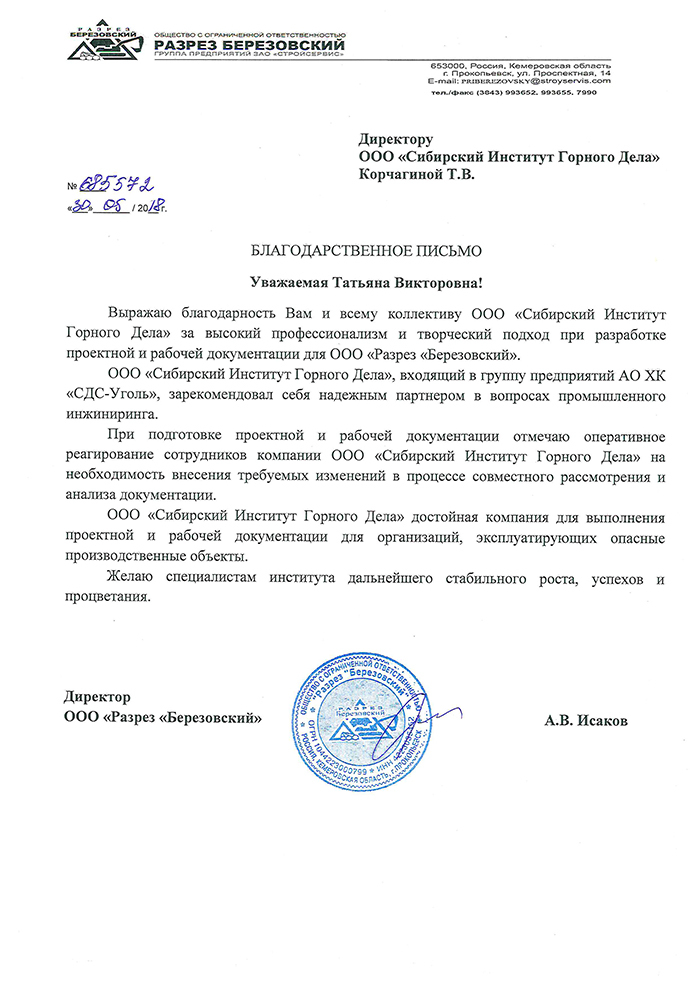 РАЗРЕЗ
БЕРЕЗОВСКИЙ
ОБЩЕСТВО С ОГРАНИЧЕННОЙ ОТВЕТСТВЕННОСТЬЮ
РАЗРЕЗ БЕРЕЗОВСКИЙ
ГРУППА ПРЕДПРИЯТИЙ ЗАО «СТРОЙСЕРВИС»
653000, Россия, Кемеровская область
г. Прокопьевск, ул. Проспектная, 14
E-mail: PRIBEREZOVSKY@stroyservis.com
тел./факс (3843) 993652, 993655, 7990
Директору
ООО «Сибирский Институт Горного Дела»
Корчагиной Т.В.
№ 685572
«30» 05 / 2018г.
БЛАГОДАРСТВЕННОЕ ПИСЬМО
Уважаемая Татьяна Викторовна!
Выражаю благодарность Вам и всему коллективу ООО «Сибирский Институт
Горного Дела» за высокий профессионализм и творческий подход при разработке
проектной и рабочей документации для ООО «Разрез «Березовский».
ООО «Сибирский Институт Горного Дела», входящий в группу предприятий АО ХК
«СДС-Уголь», зарекомендовал себя надежным партнером в вопросах промышленного
инжиниринга.
При подготовке проектной и рабочей документации отмечаю оперативное
реагирование сотрудников компании ООО «Сибирский Институт Горного Дела» на
необходимость внесения требуемых изменений в процессе совместного рассмотрения и
анализа документации.
ООО «Сибирский Институт Горного Дела» достойная компания для выполнения
проектной и рабочей документации для организаций, эксплуатирующих опасные
производственные объекты.
Желаю специалистам института дальнейшего стабильного роста, успехов и
процветания.
Директор
ООО «Разрез «Березовский»
А.В. Исаков
ОБЩЕСТВО С ОГРАНИЧЕННОЙ ОТВЕТСТВЕННОСТЬЮ
"Разрез "Березовский"
РАЗРЕЗ
Березовский
ОГРН 1044223000799 * ИНН
РОССИЯ, КЕМЕРОВСКАЯ ОБЛАСТЬ, г.ПРОКОПЬЕВСК